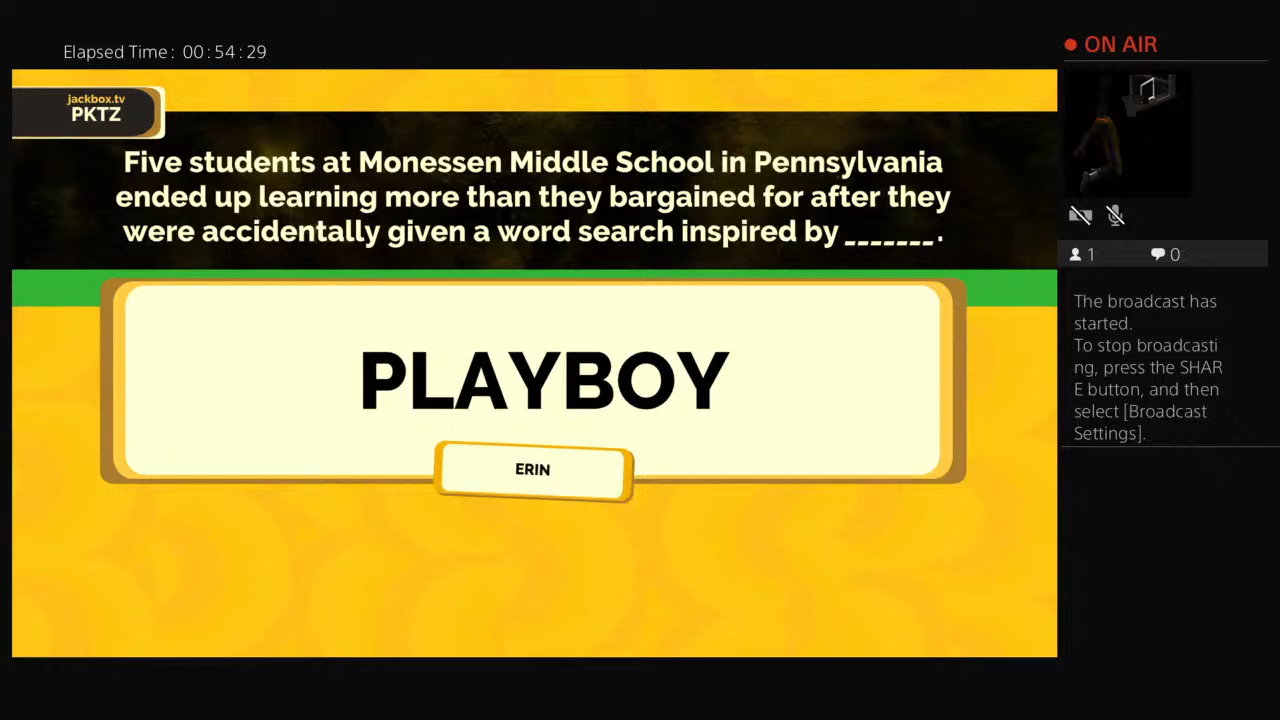 Elapsed Time: 00:54:29
ON AIR
jackbox.tv
PKTZ
Five students at Monessen Middle School in Pennsylvania
ended up learning more than they bargained for after they
were accidentally given a word search inspired by _______.
PLAYBOY
ERIN
1
0
The broadcast has
started.
To stop broadcasti
ng, press the SHAR
E button, and then
select [Broadcast
Settings].